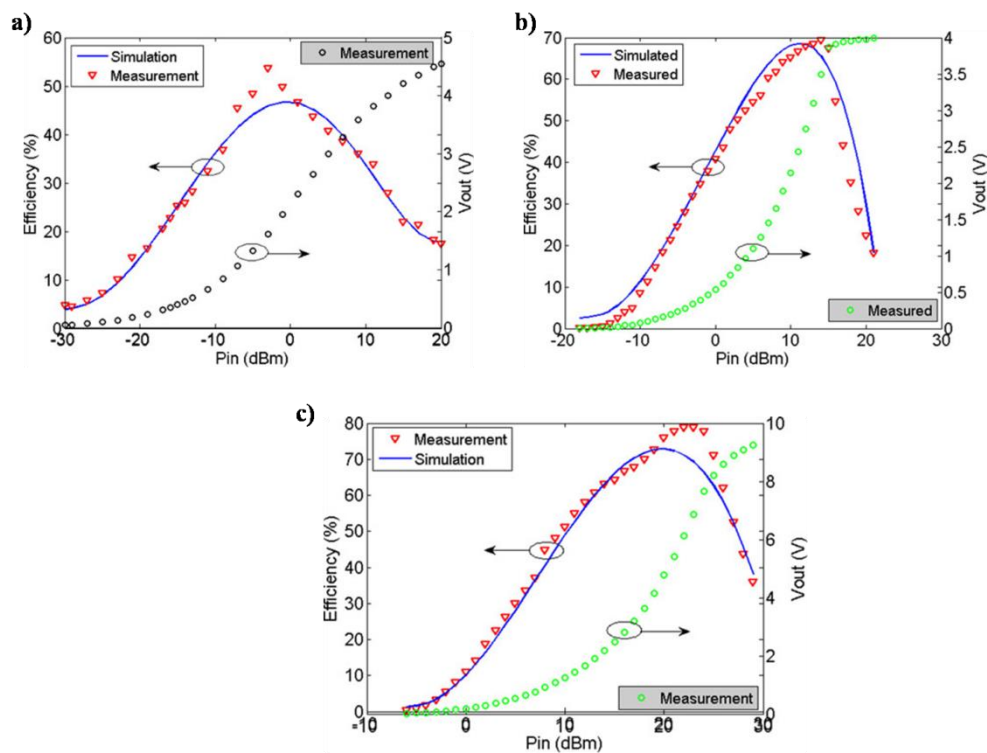 a)
60
50
40
30
20
10
0
Efficiency (%)
Simulation
Measurement
Measurement
5
4
3
2
1
0
Vout (V)
-30
-20
-10
0
10
20
Pin (dBm)
b)
70
60
50
40
30
20
10
0
Efficiency (%)
Simulated
Measured
Measured
4
3.5
3
2.5
2
1.5
1
0.5
0
Vout (V)
-20
-10
0
10
20
30
Pin (dBm)
c)
80
70
60
50
40
30
20
10
0
Efficiency (%)
Measurement
Simulation
Measurement
10
8
6
4
2
0
Vout (V)
-10
0
10
20
30
Pin (dBm)